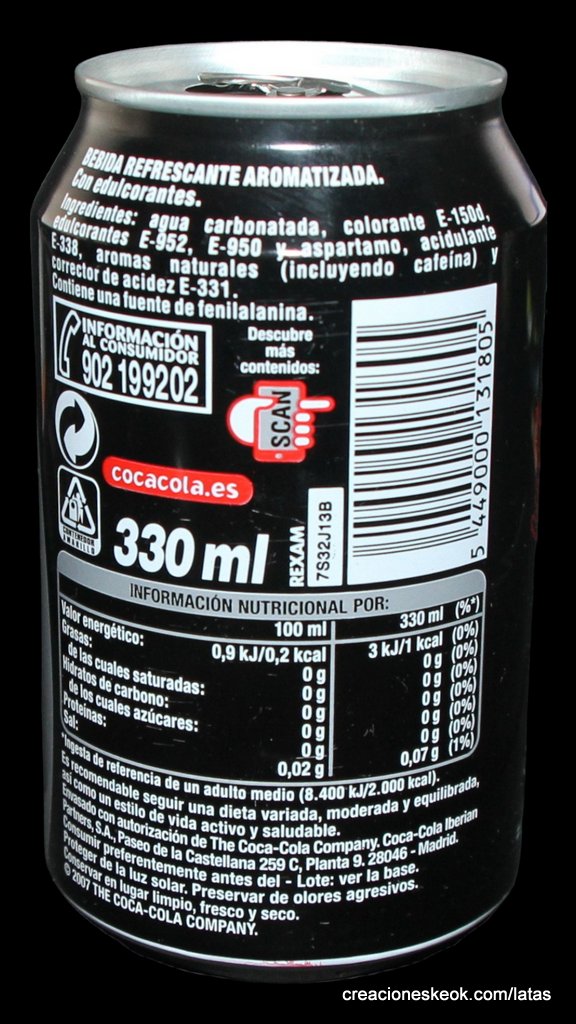 BEBIDA REFRESCANTE AROMATIZADA.
Con edulcorantes.
Ingredientes: agua carbonatada, colorante E-150d,
edulcorantes E-952, E-950 y aspartamo, acidulante
E-338, aromas naturales (incluyendo cafeína) y
corrector de acidez E-331.
Contiene una fuente de fenilalanina.
INFORMACIÓN
AL CONSUMIDOR
902 199202
Descubre
más
contenidos:
SCAN
cocacola.es
CONTENEDOR
AMARILLO
330 ml
REXAM
7S32J13B
5 449000 131805
INFORMACIÓN NUTRICIONAL POR:
100 ml 330 ml (%*)
Valor energético: 0,9 kJ/0,2 kcal 3 kJ/1 kcal (0%)
Grasas: 0 g 0 g (0%)
de las cuales saturadas: 0 g 0 g (0%)
Hidratos de carbono: 0 g 0 g (0%)
de los cuales azúcares: 0 g 0 g (0%)
Proteínas: 0 g 0 g (0%)
Sal: 0,02 g 0,07 g (1%)
*Ingesta de referencia de un adulto medio (8.400 kJ/2.000 kcal).
Es recomendable seguir una dieta variada, moderada y equilibrada,
así como un estilo de vida activo y saludable.
Envasado con autorización de The Coca-Cola Company. Coca-Cola Iberian
Partners, S.A., Paseo de la Castellana 259 C, Planta 9. 28046 - Madrid.
Consumir preferentemente antes del - Lote: ver la base.
Proteger de la luz solar. Preservar de olores agresivos.
Conservar en lugar limpio, fresco y seco.
© 2007 THE COCA-COLA COMPANY.
creacioneskeok.com/latas